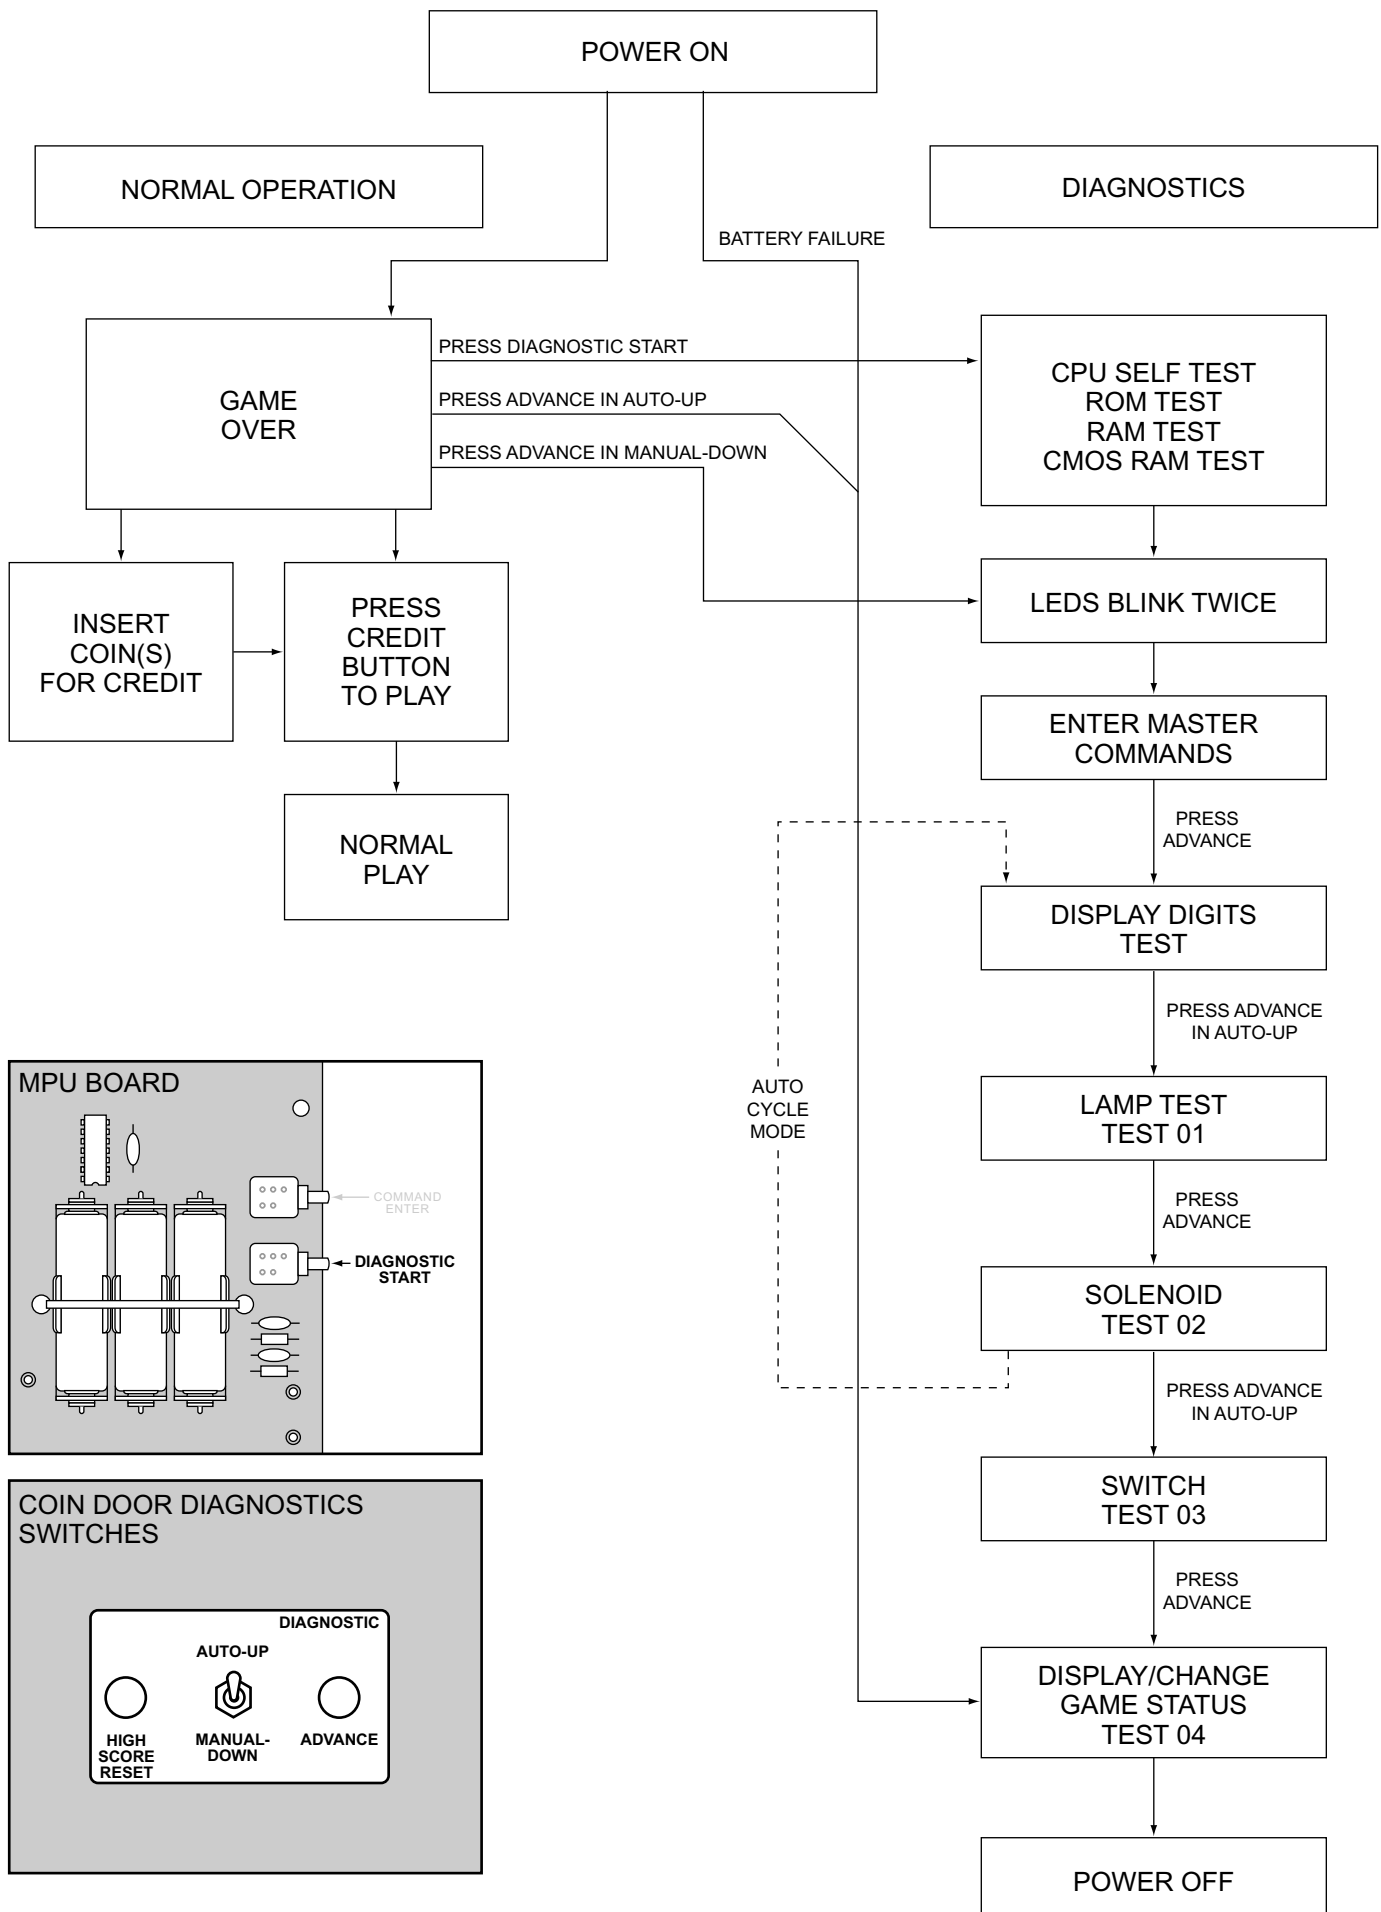 POWER ON
NORMAL OPERATION
DIAGNOSTICS
BATTERY FAILURE
GAME
OVER
PRESS DIAGNOSTIC START
PRESS ADVANCE IN AUTO-UP
PRESS ADVANCE IN MANUAL-DOWN
CPU SELF TEST
ROM TEST
RAM TEST
CMOS RAM TEST
INSERT
COIN(S)
FOR CREDIT
PRESS
CREDIT
BUTTON
TO PLAY
NORMAL
PLAY
LEDS BLINK TWICE
ENTER MASTER
COMMANDS
PRESS
ADVANCE
DISPLAY DIGITS
TEST
PRESS ADVANCE
IN AUTO-UP
LAMP TEST
TEST 01
PRESS
ADVANCE
SOLENOID
TEST 02
AUTO
CYCLE
MODE
PRESS ADVANCE
IN AUTO-UP
SWITCH
TEST 03
PRESS
ADVANCE
DISPLAY/CHANGE
GAME STATUS
TEST 04
POWER OFF
MPU BOARD
COMMAND
ENTER
DIAGNOSTIC
START
COIN DOOR DIAGNOSTICS
SWITCHES
DIAGNOSTIC
AUTO-UP
HIGH
SCORE
RESET
MANUAL-
DOWN
ADVANCE